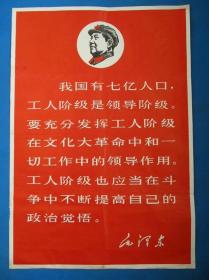 我国有七亿人口，
工人阶级是领导阶级。
要充分发挥工人阶级
在文化大革命中和一
切工作中的领导作用。
工人阶级也应当在斗
争中不断提高自己的
政治觉悟。
毛泽东